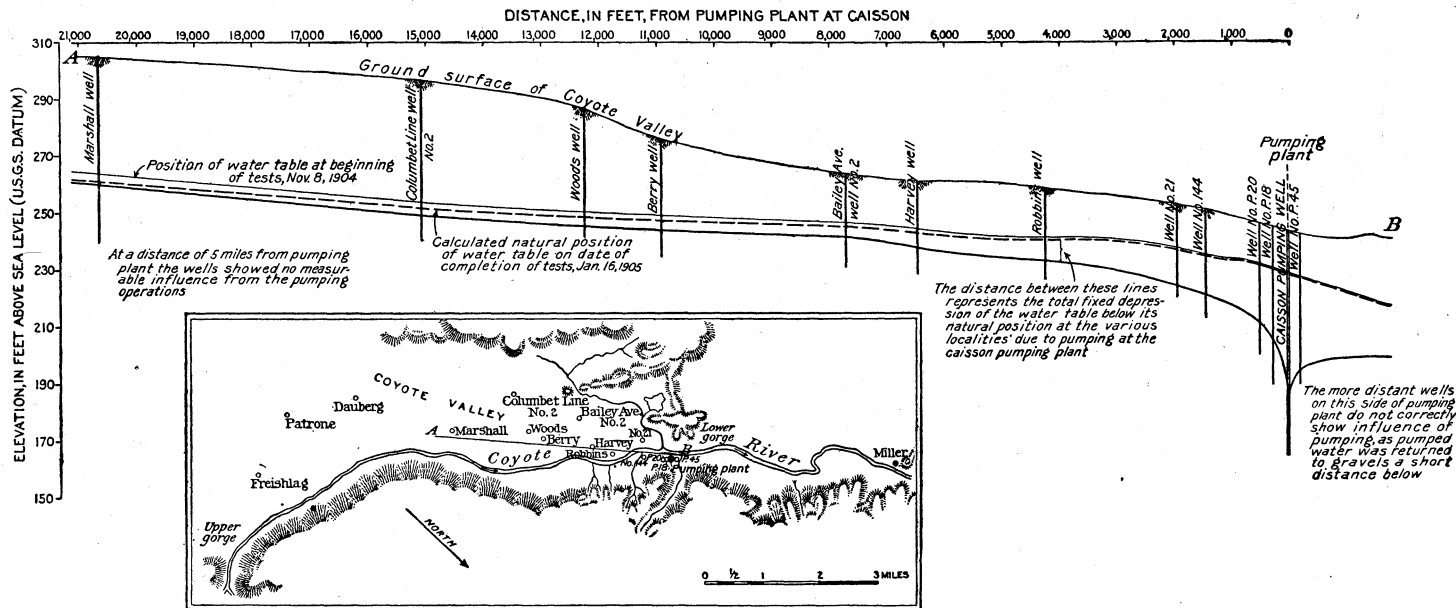 DISTANCE, IN FEET, FROM PUMPING PLANT AT CAISSON
21,000 20,000 19,000 18,000 17,000 16,000 15,000 14,000 13,000 12,000 11,000 10,000 9,000 8,000 7,000 6,000 5,000 4,000 3,000 2,000 1,000 0
ELEVATION, IN FEET ABOVE SEA LEVEL (U.S.G.S. DATUM)
310
290
270
250
230
210
190
170
150
A
Ground surface of Coyote Valley
B
Marshall well
Columbet Line well
No.2
Woods well
Berry well
Bailey Ave.
well No.2
Harvey well
Robbins well
Well No. 21
Well No. 144
Well No. P. 20
Well No. P. 18
CAISSON PUMPING WELL
Well No. P. 45
Pumping
plant
Position of water table at beginning
of tests, Nov. 8, 1904
At a distance of 5 miles from pumping
plant the wells showed no measur-
able influence from the pumping
operations
Calculated natural position
of water table on date of
completion of tests, Jan. 16, 1905
The distance between these lines
represents the total fixed depres-
sion of the water table below its
natural position at the various
localities due to pumping at the
caisson pumping plant
The more distant wells
on this side of pumping
plant do not correctly
show influence of
pumping, as pumped
water was returned
to gravels a short
distance below
COYOTE VALLEY
Dauberg
Patrone
Freishlag
Upper
gorge
Columbet Line
No. 2
Bailey Ave.
No. 2
A
Marshall
Woods
Berry
Harvey
Robbins
No. 144
No.21
P.20
P.18
P.45
B
Pumping plant
Lower
gorge
Coyote River
Miller
NORTH
0 ½ 1 2 3 MILES